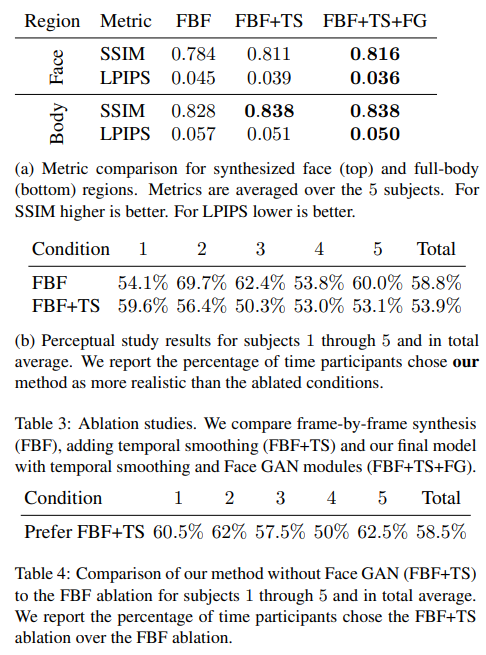 Region Metric FBF FBF+TS FBF+TS+FG
Face
SSIM 0.784 0.811 0.816
LPIPS 0.045 0.039 0.036
Body
SSIM 0.828 0.838 0.838
LPIPS 0.057 0.051 0.050
(a) Metric comparison for synthesized face (top) and full-body
(bottom) regions. Metrics are averaged over the 5 subjects. For
SSIM higher is better. For LPIPS lower is better.
Condition 1 2 3 4 5 Total
FBF 54.1% 69.7% 62.4% 53.8% 60.0% 58.8%
FBF+TS 59.6% 56.4% 50.3% 53.0% 53.1% 53.9%
(b) Perceptual study results for subjects 1 through 5 and in total
average. We report the percentage of time participants chose our
method as more realistic than the ablated conditions.
Table 3: Ablation studies. We compare frame-by-frame synthesis
(FBF), adding temporal smoothing (FBF+TS) and our final model
with temporal smoothing and Face GAN modules (FBF+TS+FG).
Condition 1 2 3 4 5 Total
Prefer FBF+TS 60.5% 62% 57.5% 50% 62.5% 58.5%
Table 4: Comparison of our method without Face GAN (FBF+TS)
to the FBF ablation for subjects 1 through 5 and in total average.
We report the percentage of time participants chose the FBF+TS
ablation over the FBF ablation.